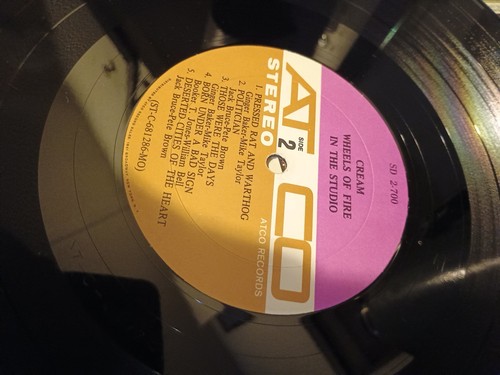 SD 2-700
CREAM
WHEELS OF FIRE
IN THE STUDIO
ATCO
SIDE
2
STEREO
ATCO RECORDS
1. PRESSED RAT AND WARTHOG
Ginger Baker-Mike Taylor
2. POLITICIAN
Jack Bruce-Pete Brown
3. THOSE WERE THE DAYS
Ginger Baker-Mike Taylor
4. BORN UNDER A BAD SIGN
Booker T. Jones-William Bell
5. DESERTED CITIES OF THE HEART
Jack Bruce-Pete Brown
(ST-C-681286-MO)